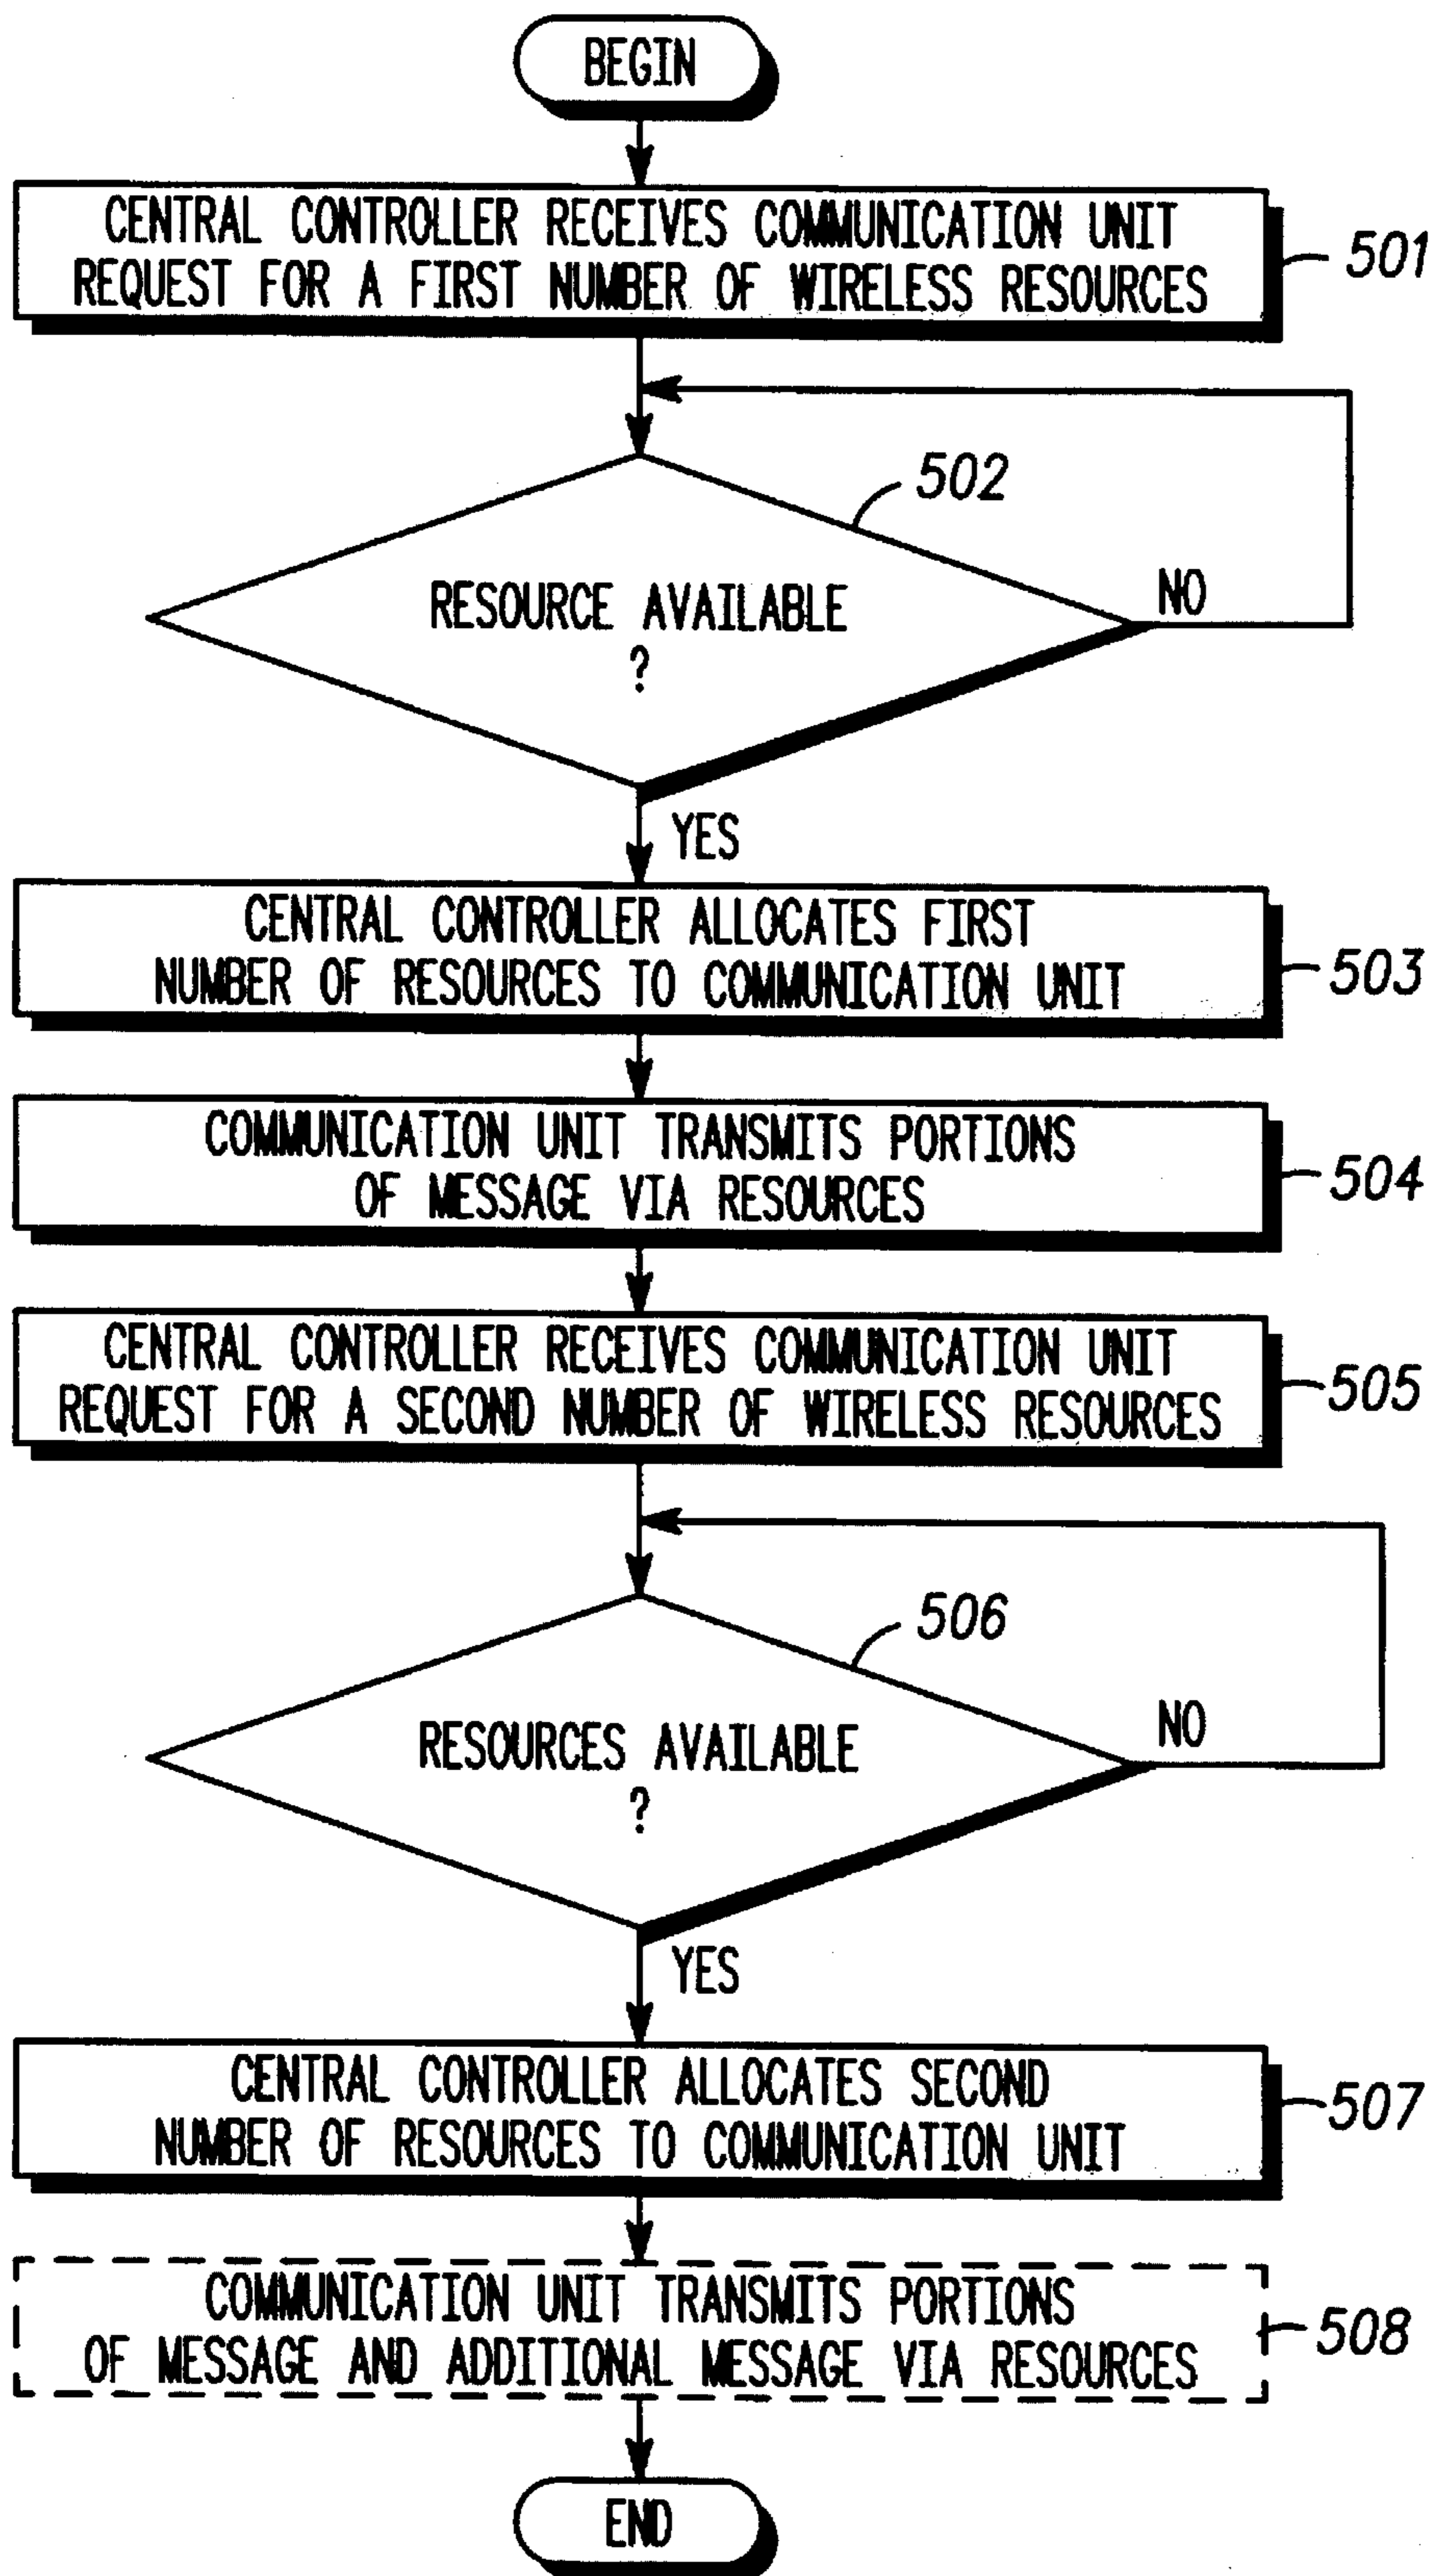 BEGIN
CENTRAL CONTROLLER RECEIVES COMMUNICATION UNIT
REQUEST FOR A FIRST NUMBER OF WIRELESS RESOURCES
501
502
RESOURCE AVAILABLE
?
NO
YES
CENTRAL CONTROLLER ALLOCATES FIRST
NUMBER OF RESOURCES TO COMMUNICATION UNIT
503
COMMUNICATION UNIT TRANSMITS PORTIONS
OF MESSAGE VIA RESOURCES
504
CENTRAL CONTROLLER RECEIVES COMMUNICATION UNIT
REQUEST FOR A SECOND NUMBER OF WIRELESS RESOURCES
505
506
RESOURCES AVAILABLE
?
NO
YES
CENTRAL CONTROLLER ALLOCATES SECOND
NUMBER OF RESOURCES TO COMMUNICATION UNIT
507
COMMUNICATION UNIT TRANSMITS PORTIONS
OF MESSAGE AND ADDITIONAL MESSAGE VIA RESOURCES
508
END